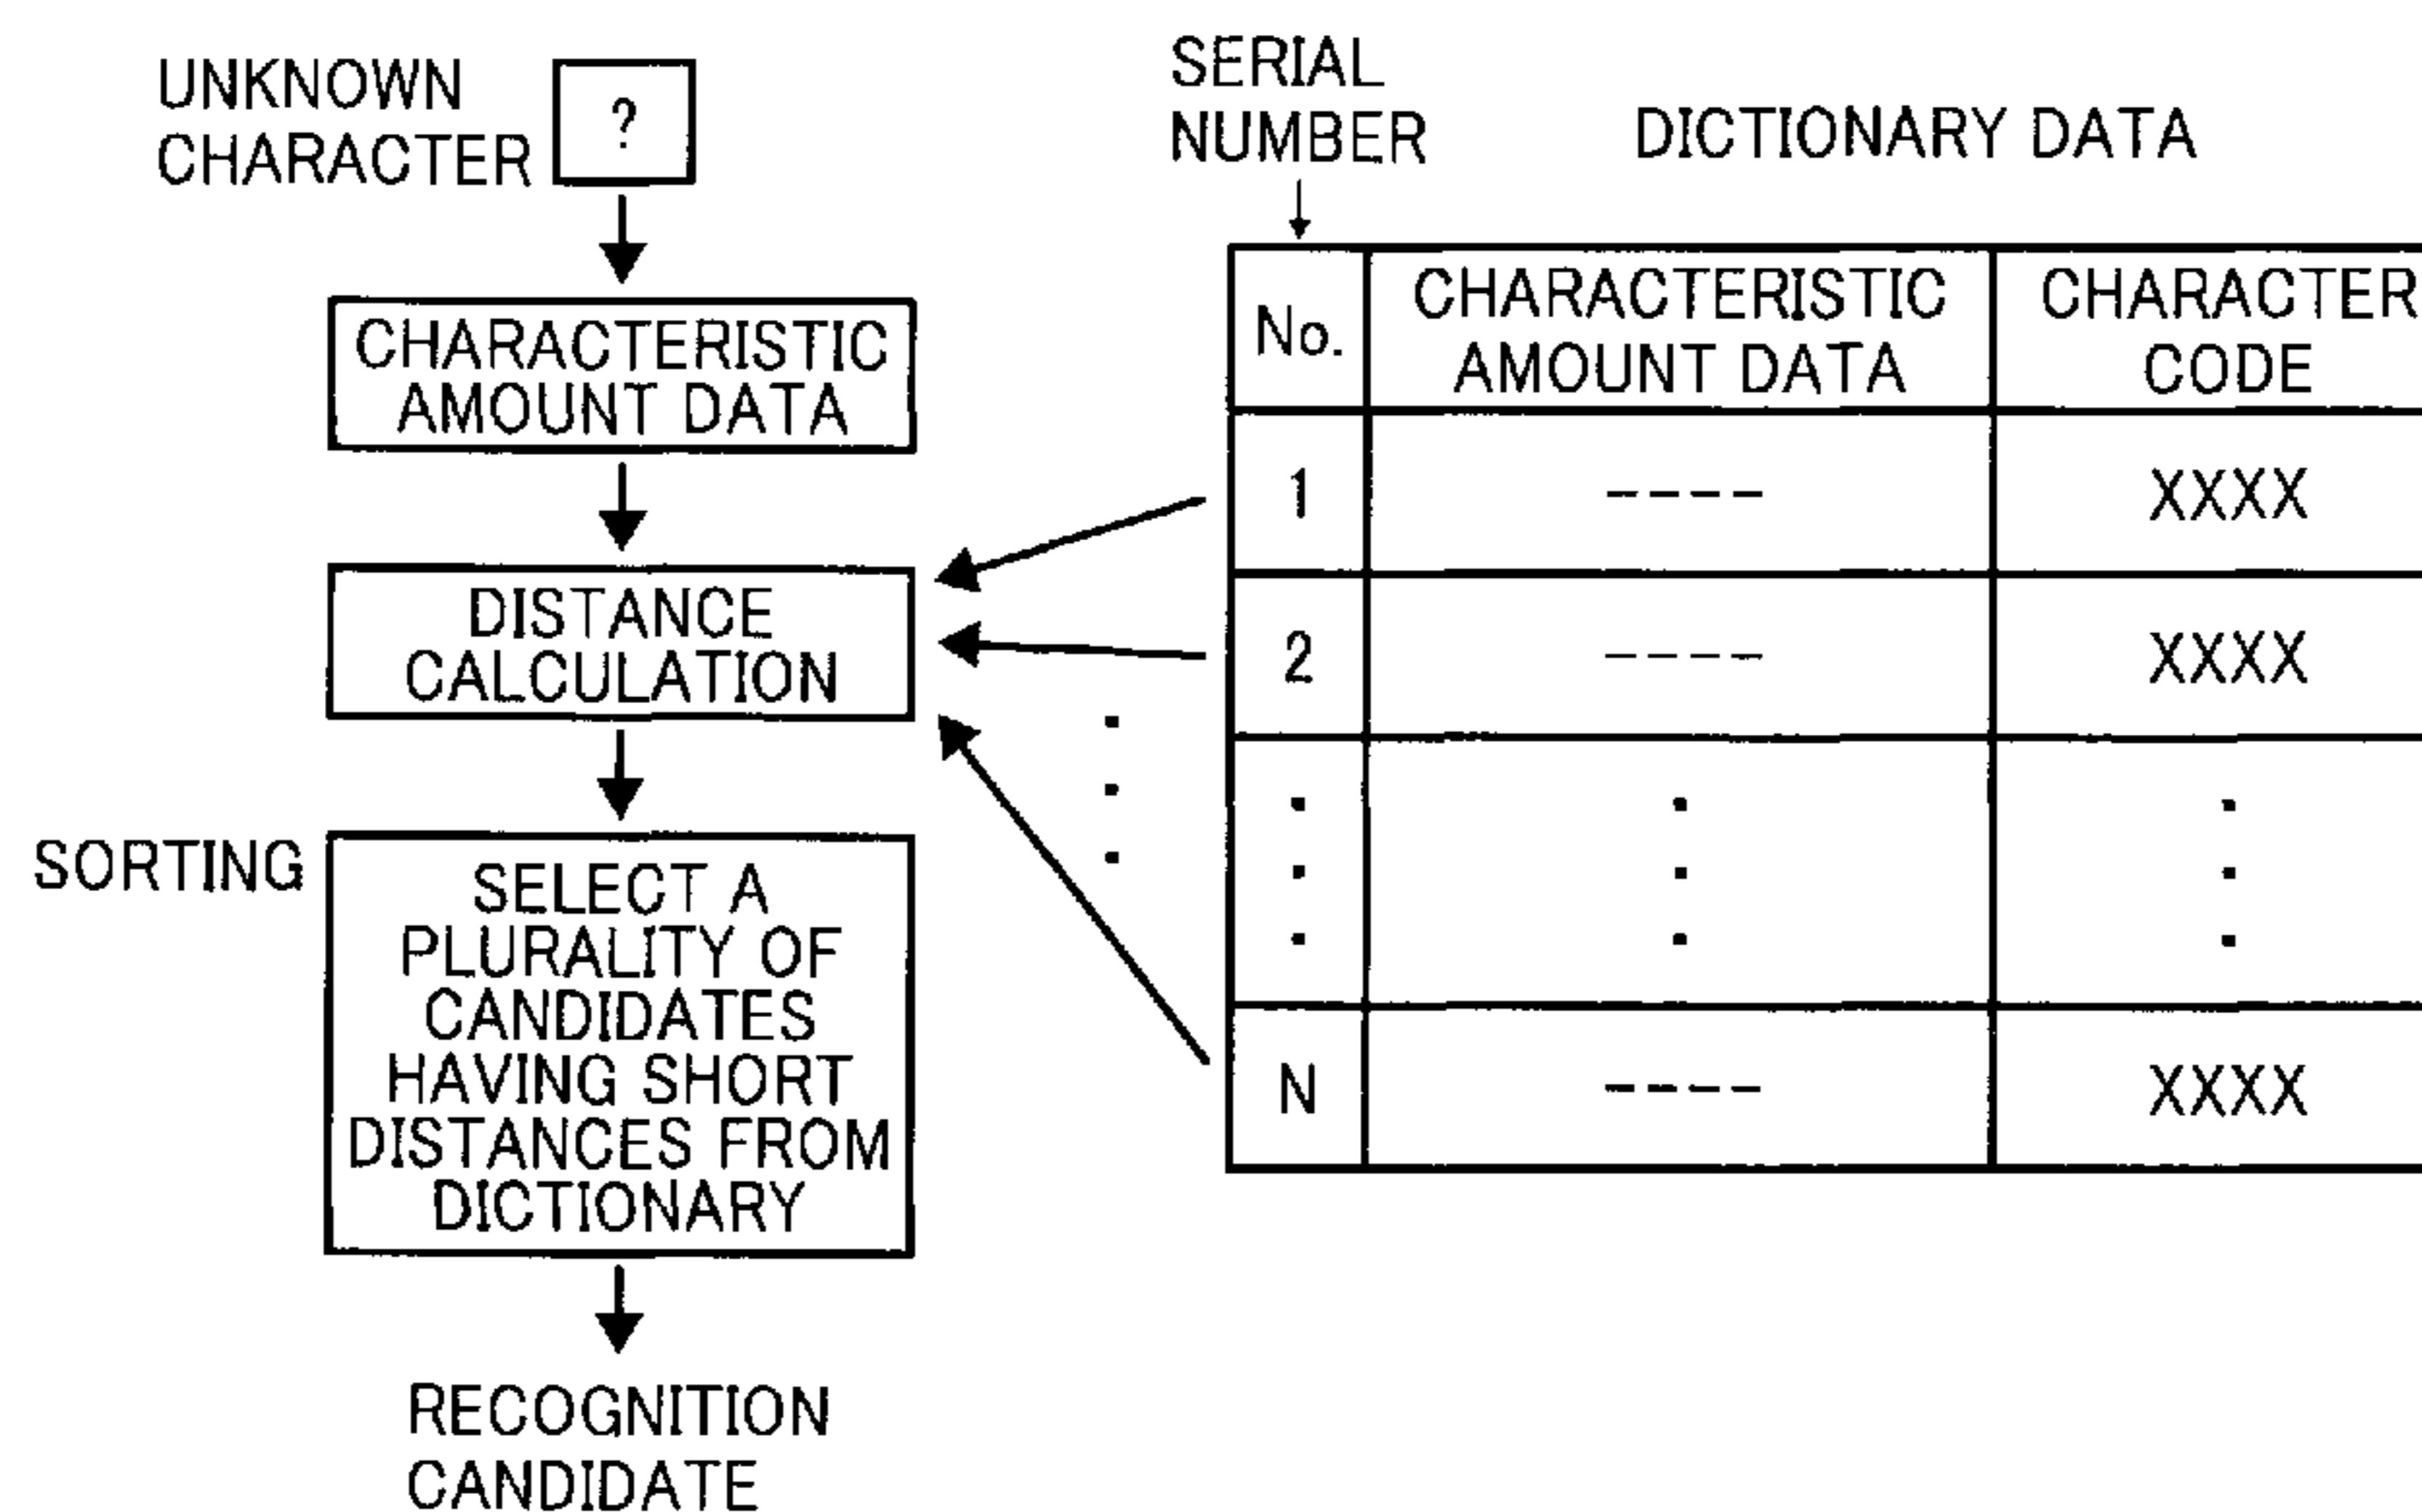 UNKNOWN
CHARACTER
?
CHARACTERISTIC
AMOUNT DATA
DISTANCE
CALCULATION
SORTING
SELECT A
PLURALITY OF
CANDIDATES
HAVING SHORT
DISTANCES FROM
DICTIONARY
RECOGNITION
CANDIDATE
SERIAL
NUMBER
DICTIONARY DATA
No.
CHARACTERISTIC
AMOUNT DATA
CHARACTER
CODE
1 ---- XXXX
2 ---- XXXX
N ---- XXXX